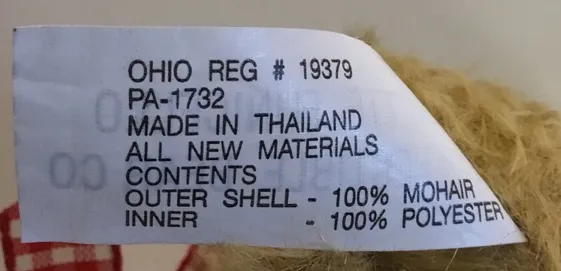 OHIO REG # 19379
PA-1732
MADE IN THAILAND
ALL NEW MATERIALS
CONTENTS
OUTER SHELL - 100% MOHAIR
INNER - 100% POLYESTER